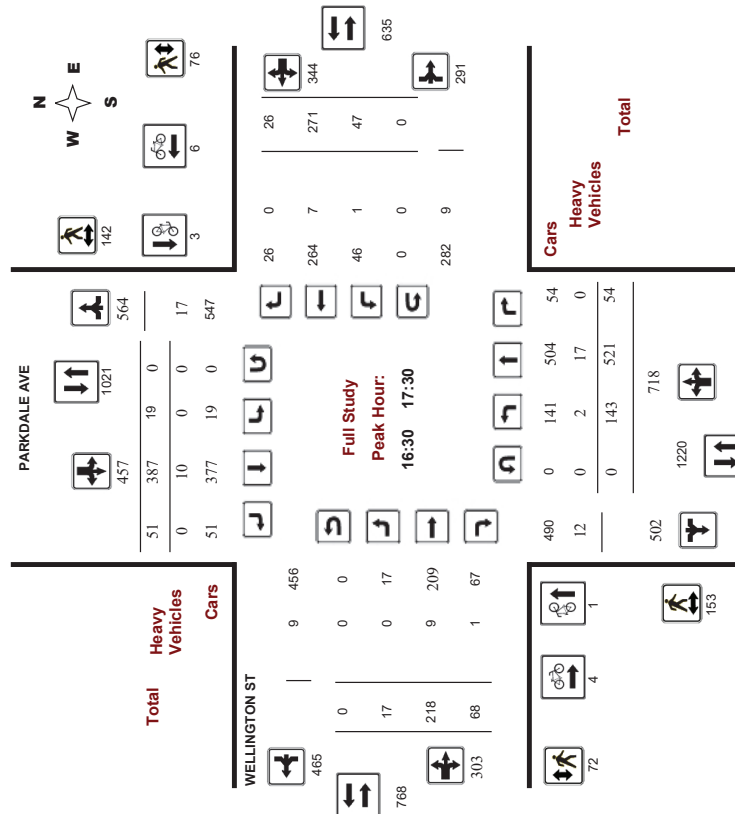 N
W E
S
76
6
142
3
PARKDALE AVE
564
1021
457
17
547
51 387 19 0
0 10 0 0
51 377 19 0
635
344
291
26
271
47
0
26 0
264 7
46 1
0 0
282 9
Full Study
Peak Hour:
16:30 17:30
Total
Heavy
Vehicles
Cars
WELLINGTON ST
9 456
0 0 0
17 0 17
218 9 209
68 1 67
465
768
303
Cars
Heavy
Vehicles
Total
490 0 141 504 54
12 0 2 17 0
0 143 521 54
502
1220
718
1
4
72
153